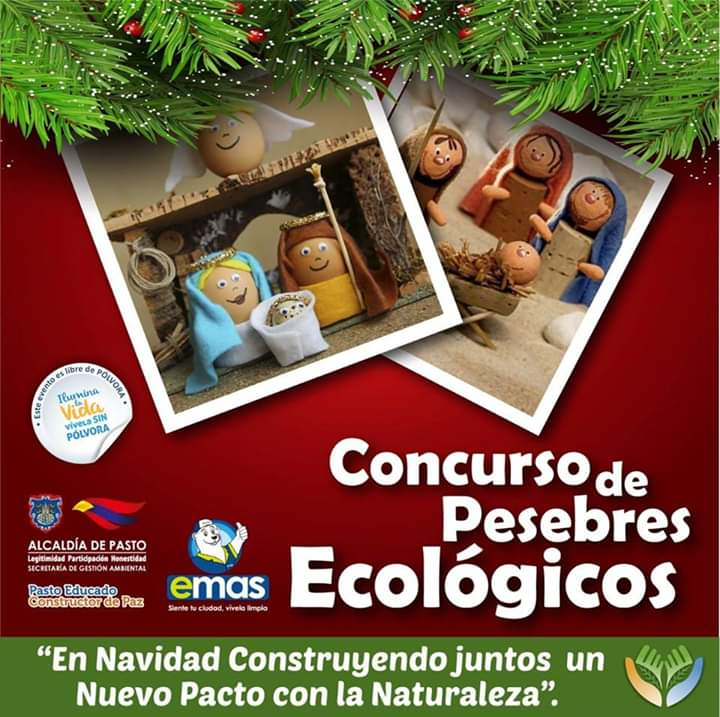 • Este evento es libre de PÓLVORA •
Ilumina
la
Vida
vívela SIN
PÓLVORA
Concurso de
Pesebres
Ecológicos
ALCALDÍA DE PASTO
Legitimidad Participación Honestidad
SECRETARÍA DE GESTIÓN AMBIENTAL
Pasto Educado
Constructor de Paz
emas
Siente tu ciudad, vívela limpia
“En Navidad Construyendo juntos un
Nuevo Pacto con la Naturaleza”.